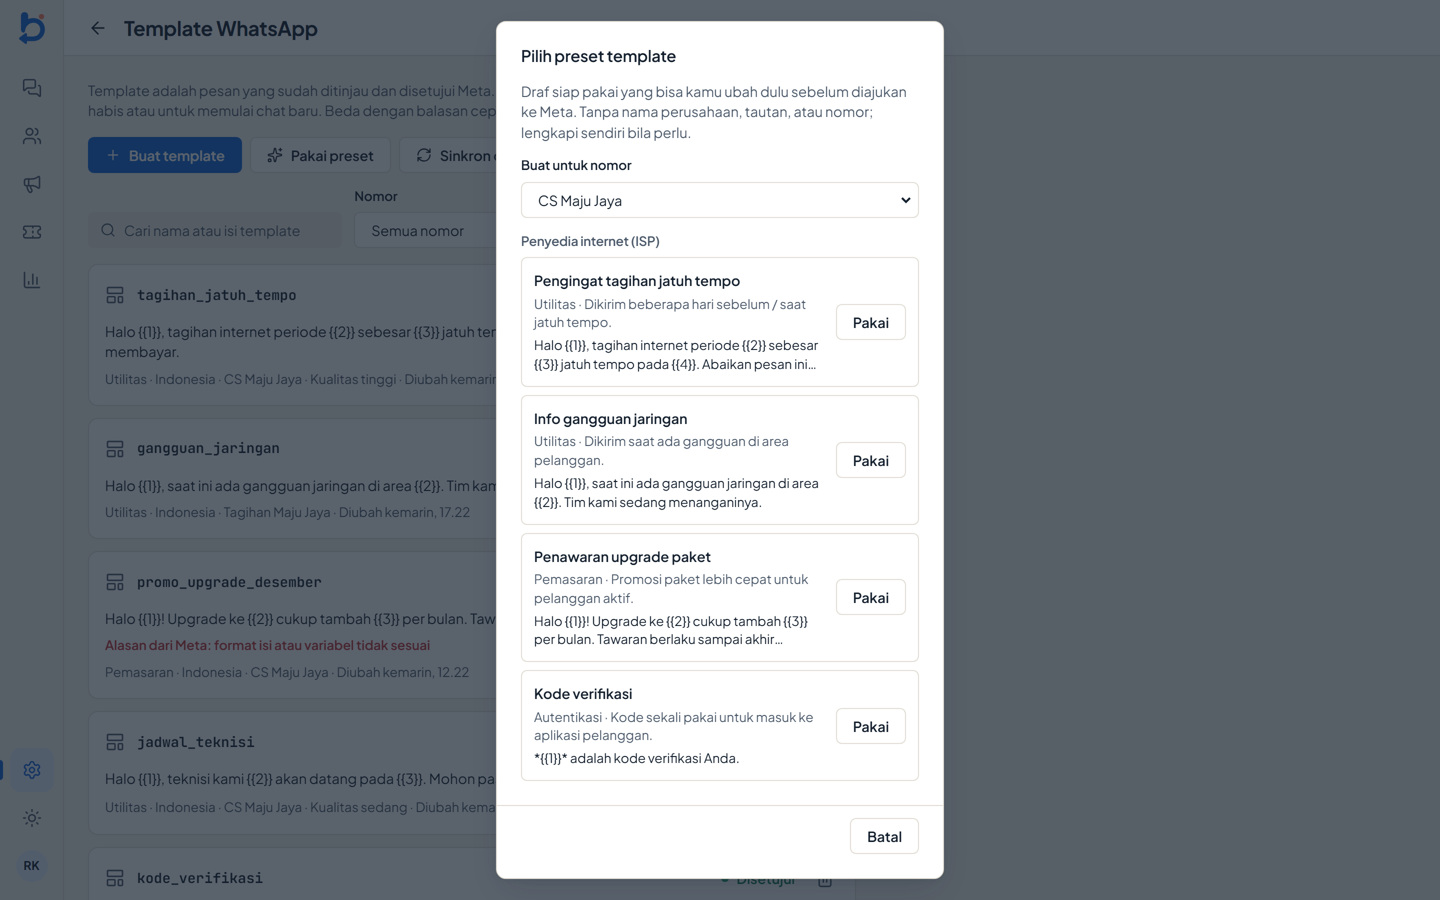 Template WhatsApp
Template adalah pesan yang sudah ditinjau dan disetujui Meta.
habis atau untuk memulai chat baru. Beda dengan balasan
Buat template
Pakai preset
Sinkron
Nomor
Cari nama atau isi template
Semua nomor
tagihan_jatuh_tempo
Halo {{1}}, tagihan internet periode {{2}} sebesar {{3}} jatuh
membayar.
Utilitas · Indonesia · CS Maju Jaya · Kualitas tinggi · Diubah kemarin
gangguan_jaringan
Halo {{1}}, saat ini ada gangguan jaringan di area {{2}}. Tim
Utilitas · Indonesia · Tagihan Maju Jaya · Diubah kemarin, 17.22
promo_upgrade_desember
Halo {{1}}! Upgrade ke {{2}} cukup tambah {{3}} per bulan.
Alasan dari Meta: format isi atau variabel tidak sesuai
Pemasaran · Indonesia · CS Maju Jaya · Diubah kemarin, 12.22
jadwal_teknisi
Halo {{1}}, teknisi kami {{2}} akan datang pada {{3}}. Mohon
Utilitas · Indonesia · CS Maju Jaya · Kualitas sedang · Diubah
kode_verifikasi
RK
Pilih preset template
Draf siap pakai yang bisa kamu ubah dulu sebelum diajukan
ke Meta. Tanpa nama perusahaan, tautan, atau nomor;
lengkapi sendiri bila perlu.
Buat untuk nomor
CS Maju Jaya
Penyedia internet (ISP)
Pengingat tagihan jatuh tempo
Utilitas · Dikirim beberapa hari sebelum / saat
jatuh tempo.
Halo {{1}}, tagihan internet periode {{2}} sebesar
{{3}} jatuh tempo pada {{4}}. Abaikan pesan ini…
Pakai
Info gangguan jaringan
Utilitas · Dikirim saat ada gangguan di area
pelanggan.
Halo {{1}}, saat ini ada gangguan jaringan di area
{{2}}. Tim kami sedang menanganinya.
Pakai
Penawaran upgrade paket
Pemasaran · Promosi paket lebih cepat untuk
pelanggan aktif.
Halo {{1}}! Upgrade ke {{2}} cukup tambah {{3}}
per bulan. Tawaran berlaku sampai akhir…
Pakai
Kode verifikasi
Autentikasi · Kode sekali pakai untuk masuk ke
aplikasi pelanggan.
*{{1}}* adalah kode verifikasi Anda.
Pakai
Batal